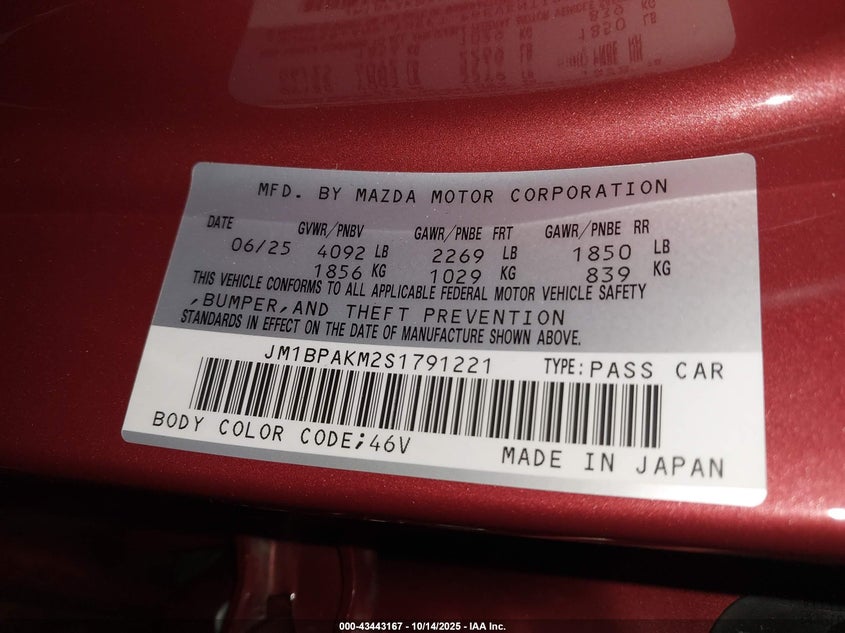 MFD. BY MAZDA MOTOR CORPORATION
DATE GVWR/PNBV GAWR/PNBE FRT GAWR/PNBE RR
06/25 4092 LB 2269 LB 1850 LB
1856 KG 1029 KG 839 KG
THIS VEHICLE CONFORMS TO ALL APPLICABLE FEDERAL MOTOR VEHICLE SAFETY
,BUMPER,AND THEFT PREVENTION
STANDARDS IN EFFECT ON THE DATE OF MANUFACTURE SHOWN ABOVE.
JM1BPAKM2S1791221 TYPE:PASS CAR
BODY COLOR CODE;46V
MADE IN JAPAN
000-43443167 - 10/14/2025 - IAA Inc.